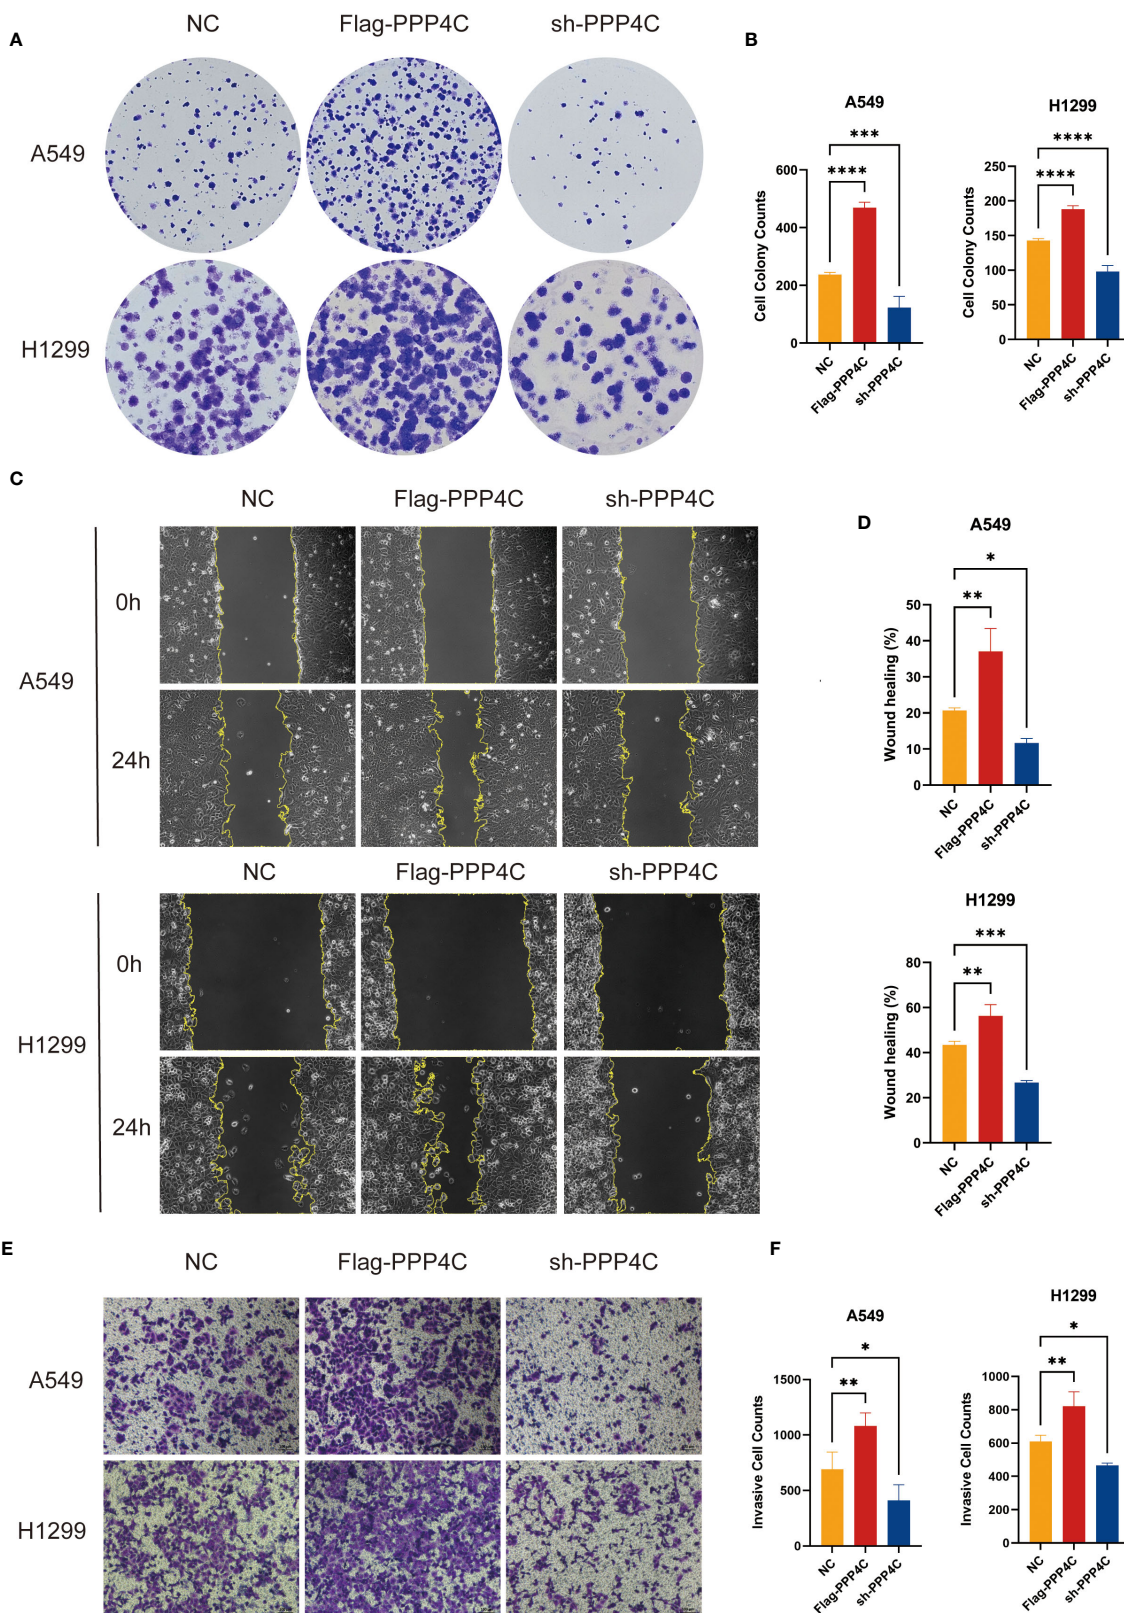 NC Flag-PPP4C sh-PPP4C
A
A549
H1299
B
A549
Cell Colony Counts
600
400
200
0
***
****
NC
Flag-PPP4C
sh-PPP4C
H1299
Cell Colony Counts
250
200
150
100
50
0
****
****
NC
Flag-PPP4C
sh-PPP4C
C
NC Flag-PPP4C sh-PPP4C
A549
0h
24h
NC Flag-PPP4C sh-PPP4C
H1299
0h
24h
D
A549
Wound healing (%)
50
40
30
20
10
0
*
**
NC
Flag-PPP4C
sh-PPP4C
H1299
Wound healing (%)
80
60
40
20
0
***
**
NC
Flag-PPP4C
sh-PPP4C
E
NC Flag-PPP4C sh-PPP4C
A549
H1299
F
A549
Invasive Cell Counts
1500
1000
500
0
*
**
NC
Flag-PPP4C
sh-PPP4C
H1299
Invasive Cell Counts
1000
800
600
400
200
0
*
**
NC
Flag-PPP4C
sh-PPP4C